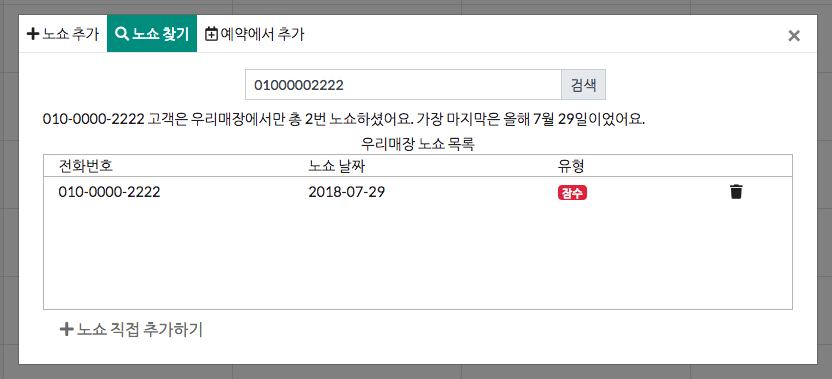 노쇼 추가 노쇼 찾기 예약에서 추가
01000002222 검색
010-0000-2222 고객은 우리매장에서만 총 2번 노쇼하셨어요. 가장 마지막은 올해 7월 29일이었어요.
우리매장 노쇼 목록
전화번호 노쇼 날짜 유형
010-0000-2222 2018-07-29 잠수
노쇼 직접 추가하기